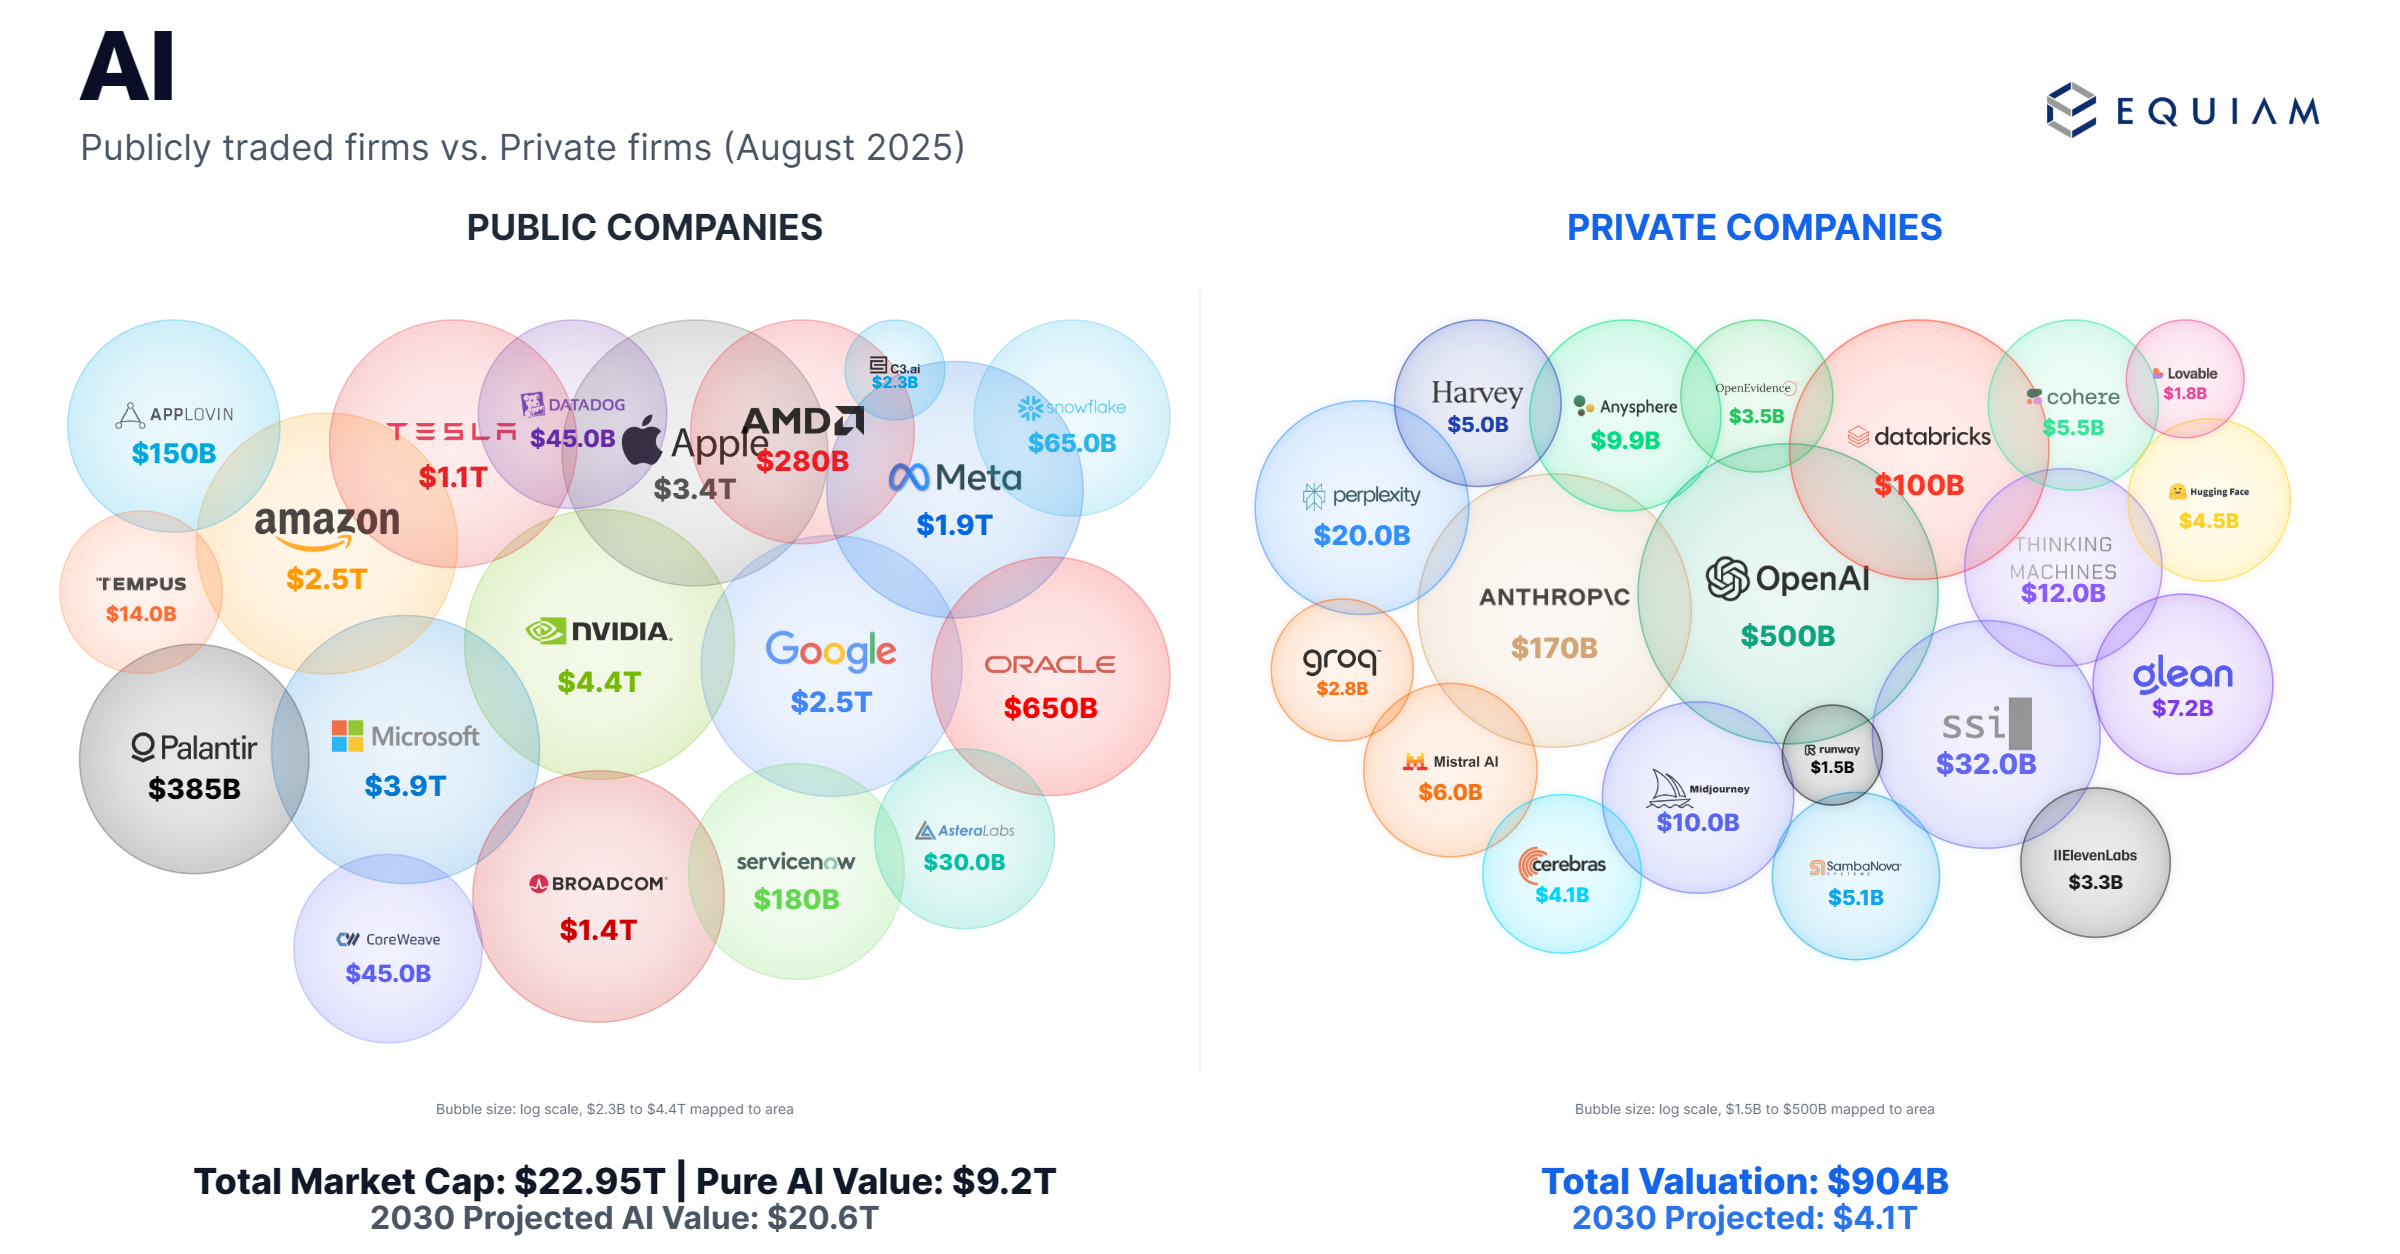 AI
Publicly traded firms vs. Private firms (August 2025)
EQUIAM
PUBLIC COMPANIES
APPLOVIN
$150B
TESLA
$1.1T
DATADOG
$45.0B
Apple
$3.4T
AMD
$280B
C3.ai
$2.3B
snowflake
$65.0B
amazon
$2.5T
Meta
$1.9T
TEMPUS
$14.0B
NVIDIA.
$4.4T
Google
$2.5T
ORACLE
$650B
Palantir
$385B
Microsoft
$3.9T
BROADCOM
$1.4T
servicenow
$180B
AsteraLabs
$30.0B
CoreWeave
$45.0B
Bubble size: log scale, $2.3B to $4.4T mapped to area
Total Market Cap: $22.95T | Pure AI Value: $9.2T
2030 Projected AI Value: $20.6T
PRIVATE COMPANIES
Harvey
$5.0B
Anysphere
$9.9B
OpenEvidence
$3.5B
databricks
$100B
cohere
$5.5B
Lovable
$1.8B
perplexity
$20.0B
Hugging Face
$4.5B
ANTHROP\C
$170B
OpenAI
$500B
THINKING
MACHINES
$12.0B
groq
$2.8B
glean
$7.2B
Mistral AI
$6.0B
Midjourney
$10.0B
runway
$1.5B
ssi
$32.0B
cerebras
$4.1B
SambaNova
SYSTEMS
$5.1B
IIElevenLabs
$3.3B
Bubble size: log scale, $1.5B to $500B mapped to area
Total Valuation: $904B
2030 Projected: $4.1T